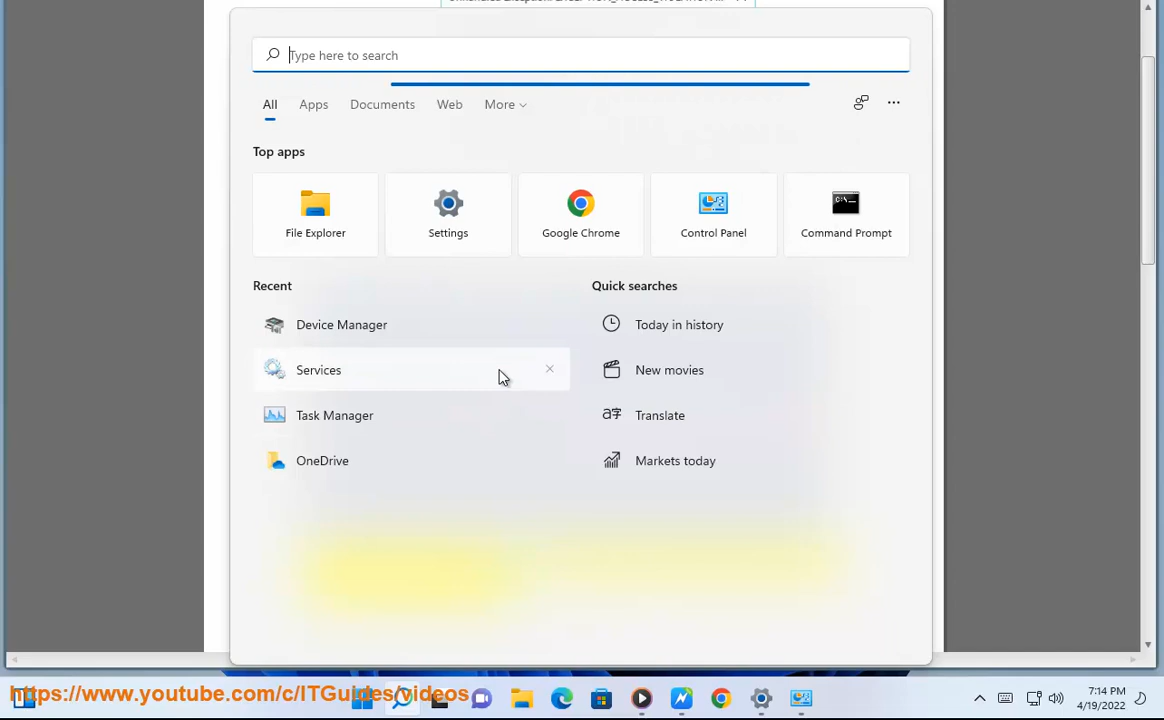 Type here to search
All Apps Documents Web More
Top apps
File Explorer Settings Google Chrome Control Panel Command Prompt
Recent Quick searches
Device Manager Today in history
Services New movies
Task Manager Translate
OneDrive Markets today
https://www.youtube.com/c/ITGuides/videos
7:14 PM
4/19/2022